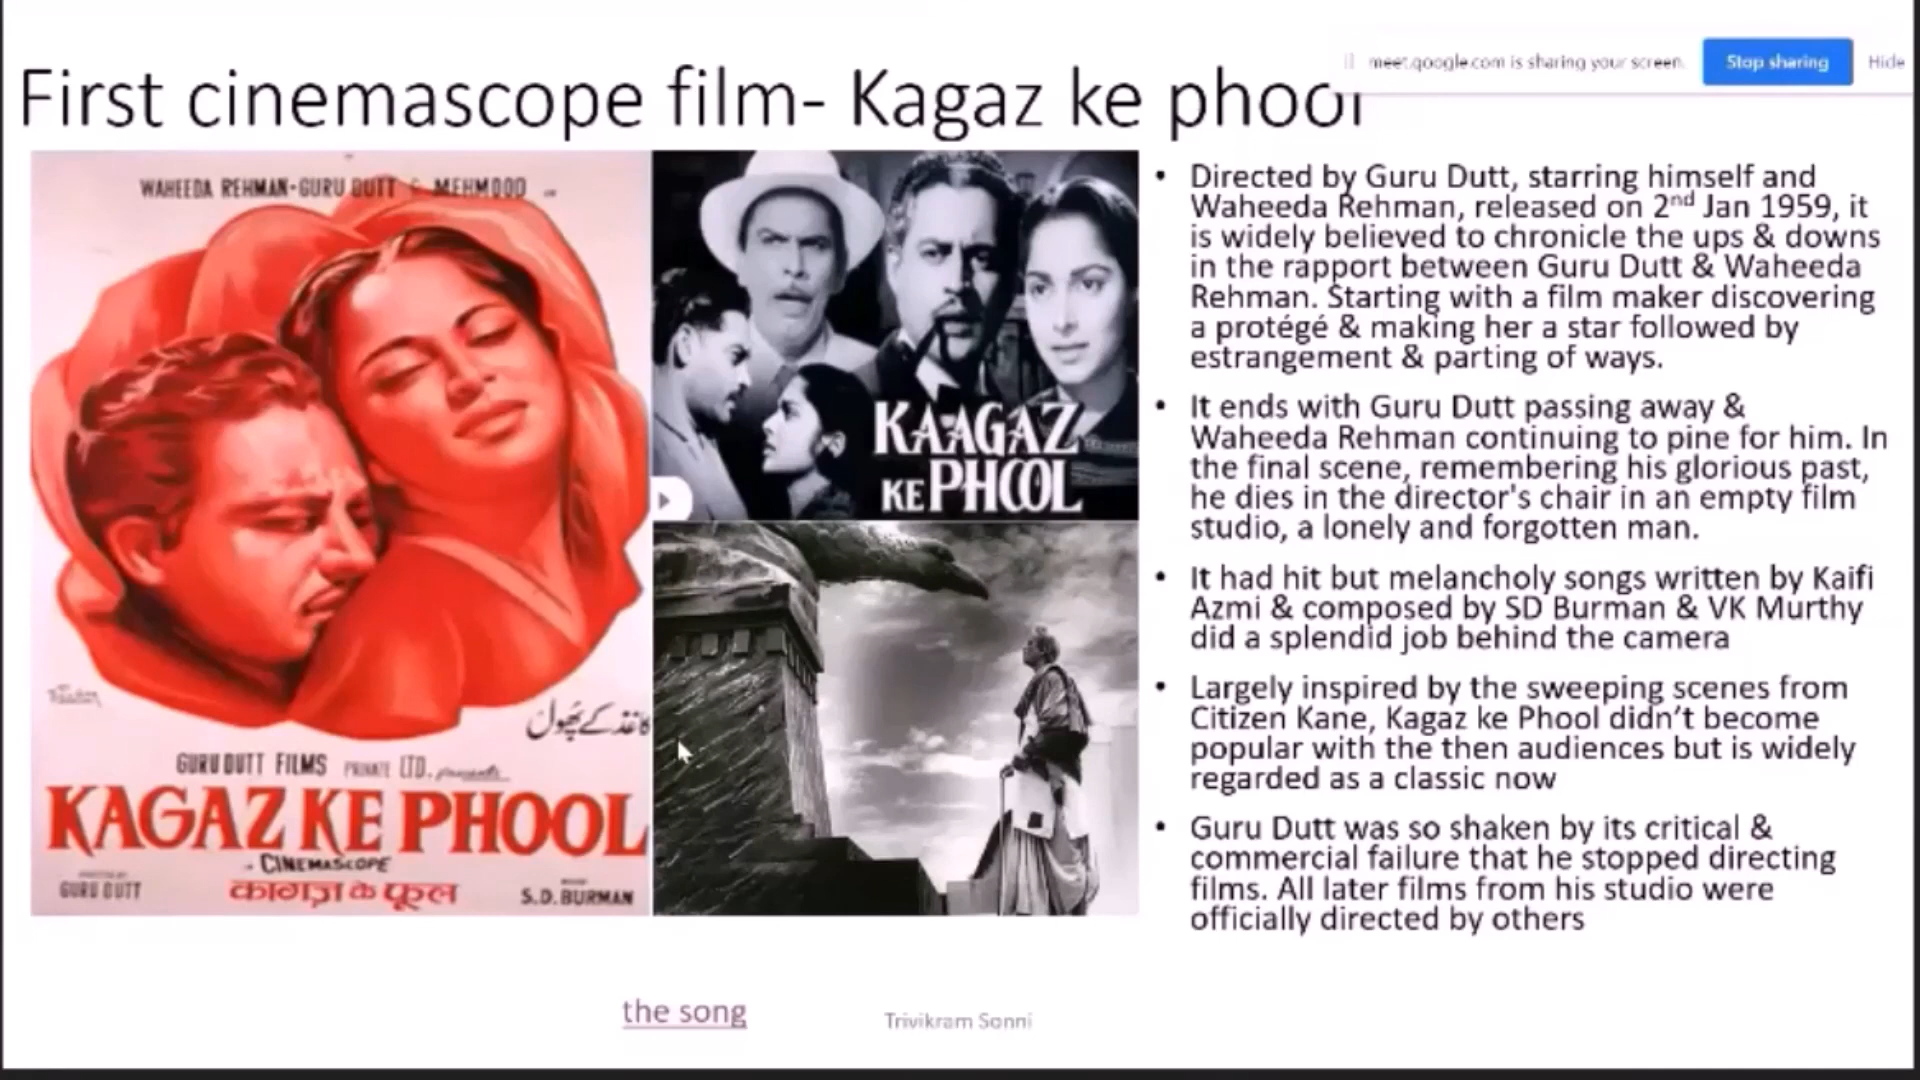 First cinemascope film- Kagaz ke phool
meet.google.com is sharing your screen.
Stop sharing
Hide
WAHEEDA REHMAN-GURU DUTT & MEHMOOD
کاغذ کے پھول
GURU DUTT FILMS PRIVATE LTD. presents
KAGAZ KE PHOOL
CINEMASCOPE
GURU DUTT
कागज़ के फूल
S.D. BURMAN
KAAGAZ
KE PHOOL
• Directed by Guru Dutt, starring himself and
Waheeda Rehman, released on 2nd Jan 1959, it
is widely believed to chronicle the ups & downs
in the rapport between Guru Dutt & Waheeda
Rehman. Starting with a film maker discovering
a protégé & making her a star followed by
estrangement & parting of ways.
• It ends with Guru Dutt passing away &
Waheeda Rehman continuing to pine for him. In
the final scene, remembering his glorious past,
he dies in the director's chair in an empty film
studio, a lonely and forgotten man.
• It had hit but melancholy songs written by Kaifi
Azmi & composed by SD Burman & VK Murthy
did a splendid job behind the camera
• Largely inspired by the sweeping scenes from
Citizen Kane, Kagaz ke Phool didn't become
popular with the then audiences but is widely
regarded as a classic now
• Guru Dutt was so shaken by its critical &
commercial failure that he stopped directing
films. All later films from his studio were
officially directed by others
the song
Trivikram Sonni